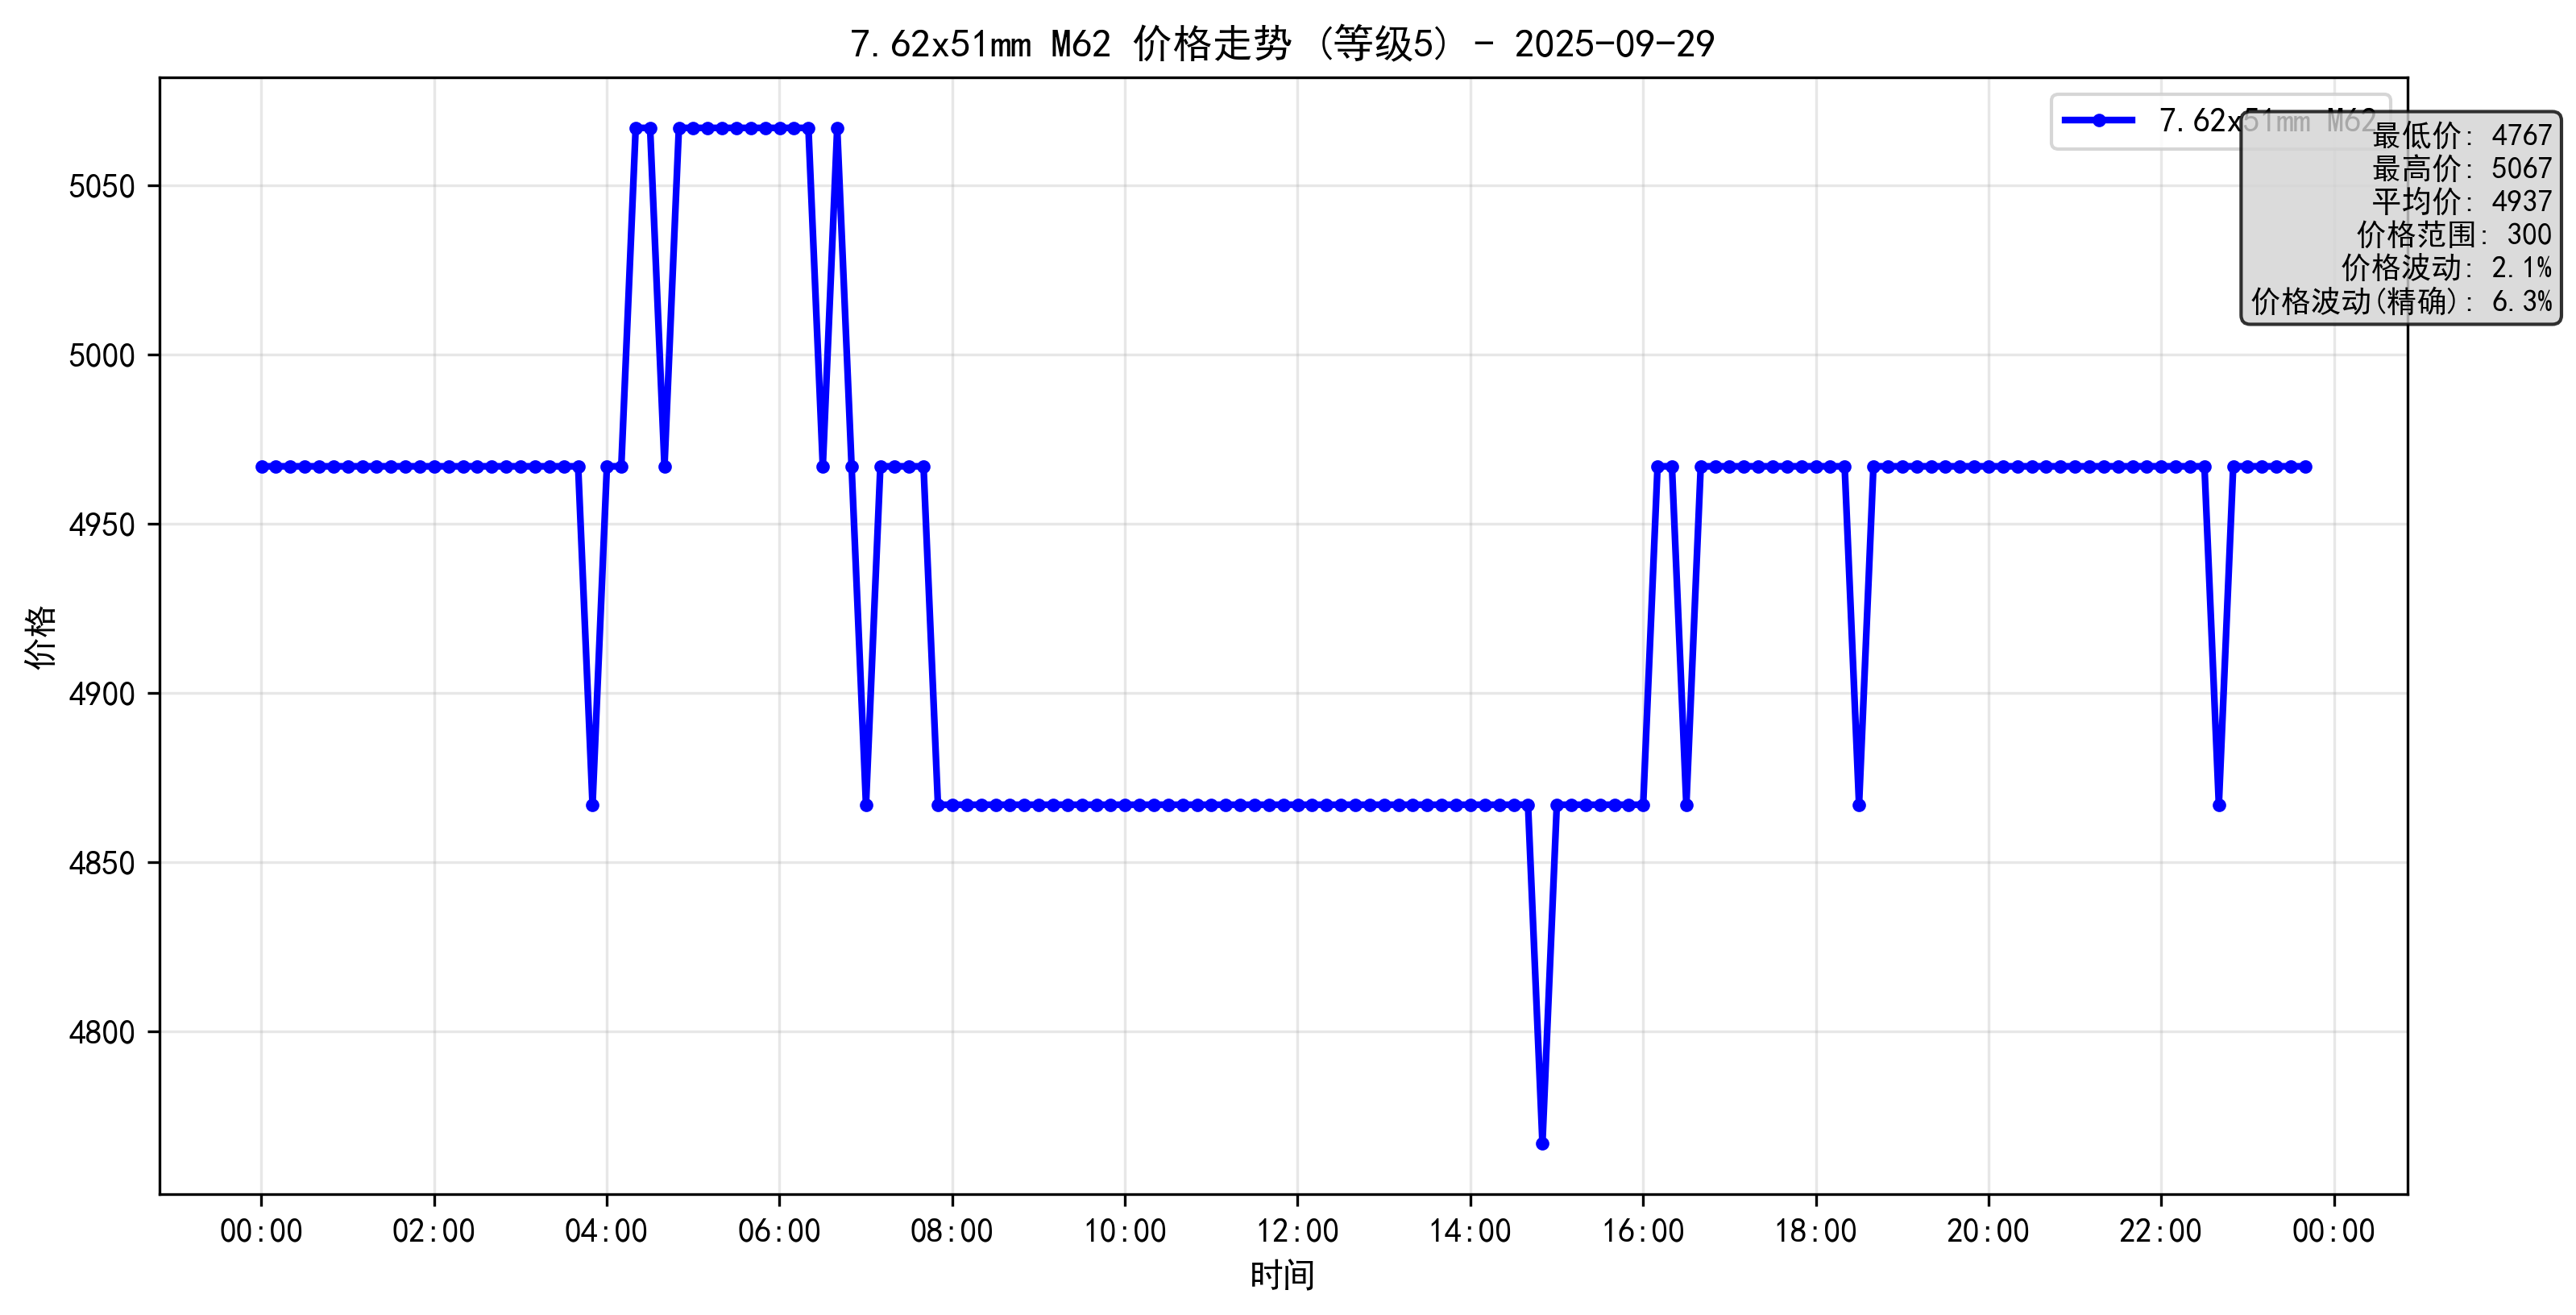 7.62x51mm M62 价格走势 (等级5) - 2025-09-29
7.62x51mm M62
最低价: 4767
最高价: 5067
平均价: 4937
价格范围: 300
价格波动: 2.1%
价格波动(精确): 6.3%
5050
5000
4950
4900
4850
4800
价格
00:00 02:00 04:00 06:00 08:00 10:00 12:00 14:00 16:00 18:00 20:00 22:00 00:00
时间